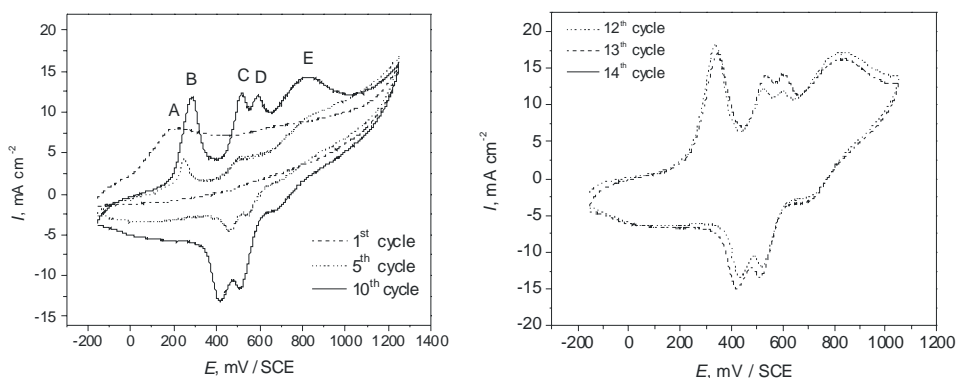 20
15
10
5
0
-5
-10
-15
I, mA cm-2
A
B
C
D
E
1st cycle
5th cycle
10th cycle
-200 0 200 400 600 800 1000 1200 1400
E, mV / SCE
20
15
10
5
0
-5
-10
-15
-20
I, mA cm-2
12th cycle
13th cycle
14th cycle
-200 0 200 400 600 800 1000 1200
E, mV / SCE